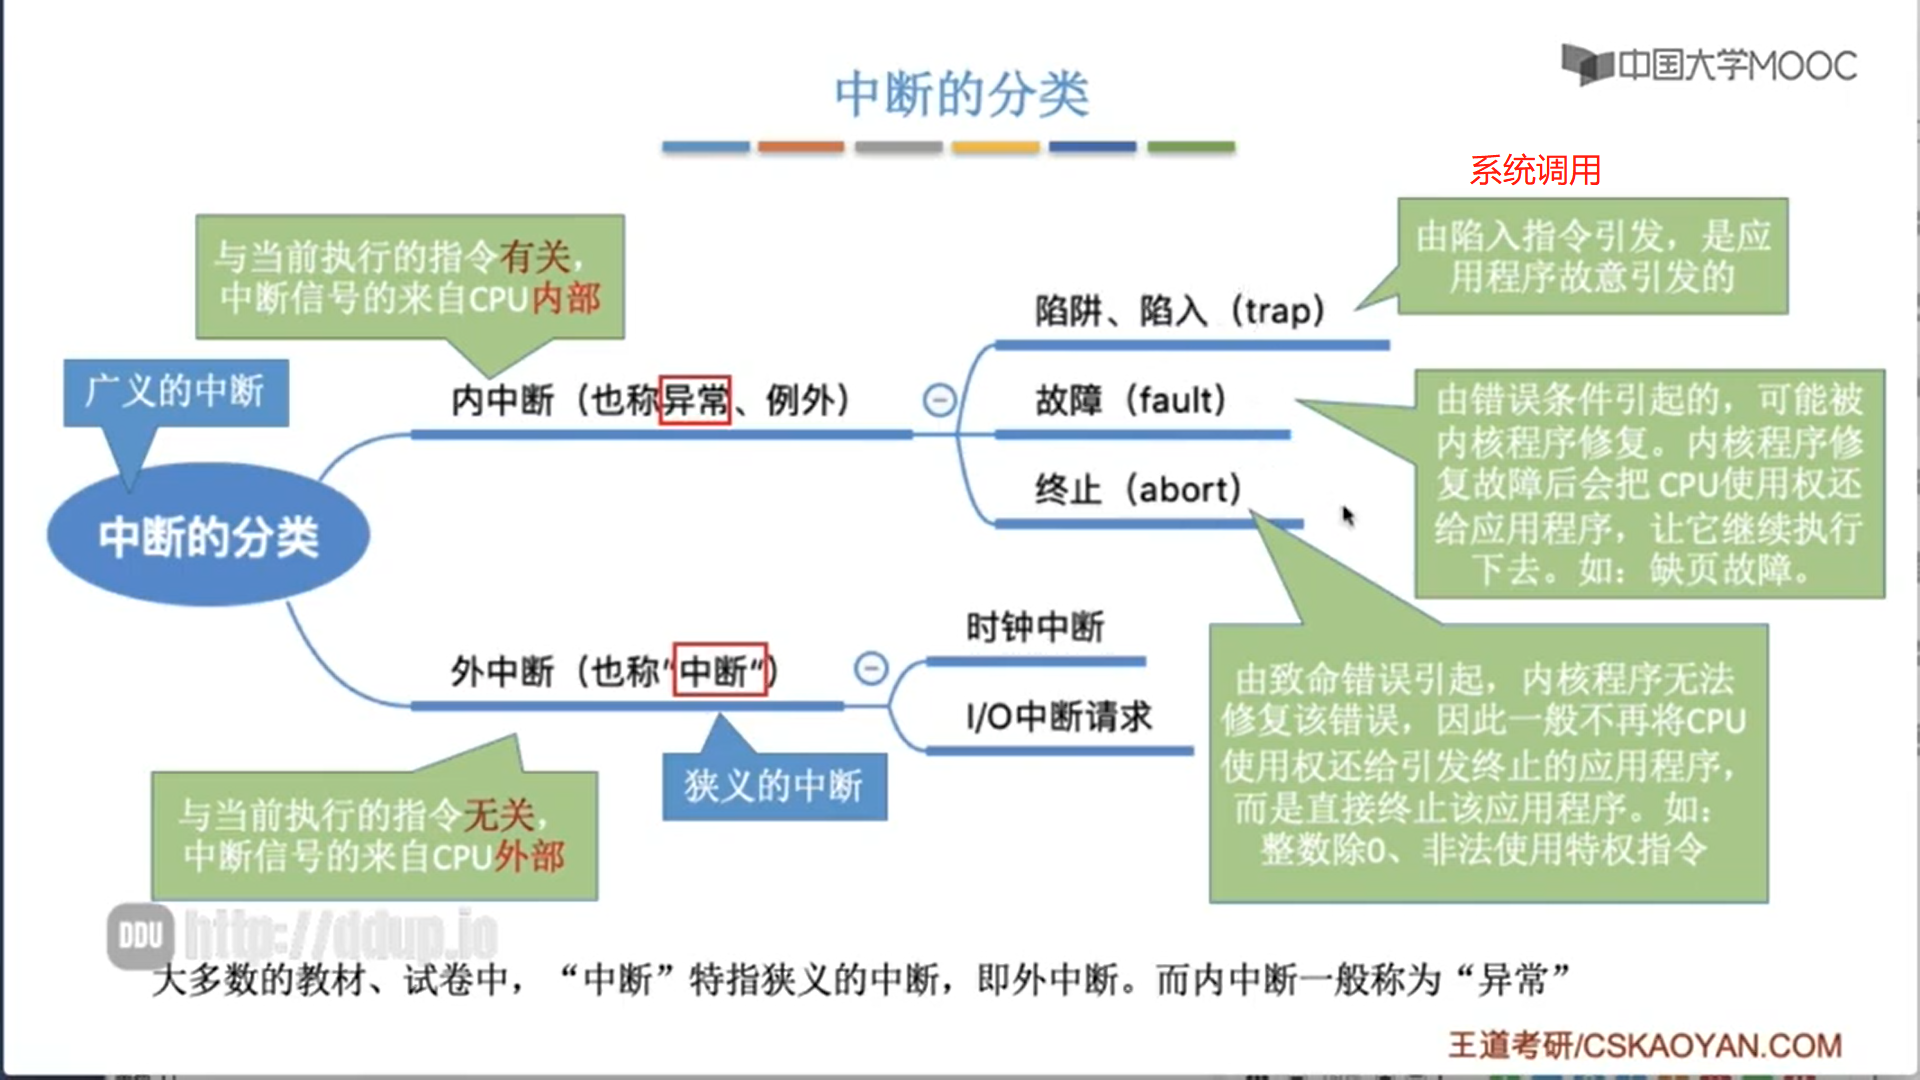 中国大学MOOC
中断的分类
系统调用
与当前执行的指令有关,
中断信号的来自CPU内部
由陷入指令引发，是应
用程序故意引发的
广义的中断
内中断（也称异常、例外）
陷阱、陷入（trap）
故障（fault）
终止（abort）
由错误条件引起的，可能被
内核程序修复。内核程序修
复故障后会把 CPU使用权还
给应用程序，让它继续执行
下去。如：缺页故障。
中断的分类
外中断（也称“中断“）
时钟中断
I/O中断请求
狭义的中断
由致命错误引起，内核程序无法
修复该错误，因此一般不再将CPU
使用权还给引发终止的应用程序，
而是直接终止该应用程序。如：
整数除0、非法使用特权指令
与当前执行的指令无关,
中断信号的来自CPU外部
DDU http://ddup.io
大多数的教材、试卷中，“中断”特指狭义的中断，即外中断。而内中断一般称为“异常”
王道考研/CSKAOYAN.COM